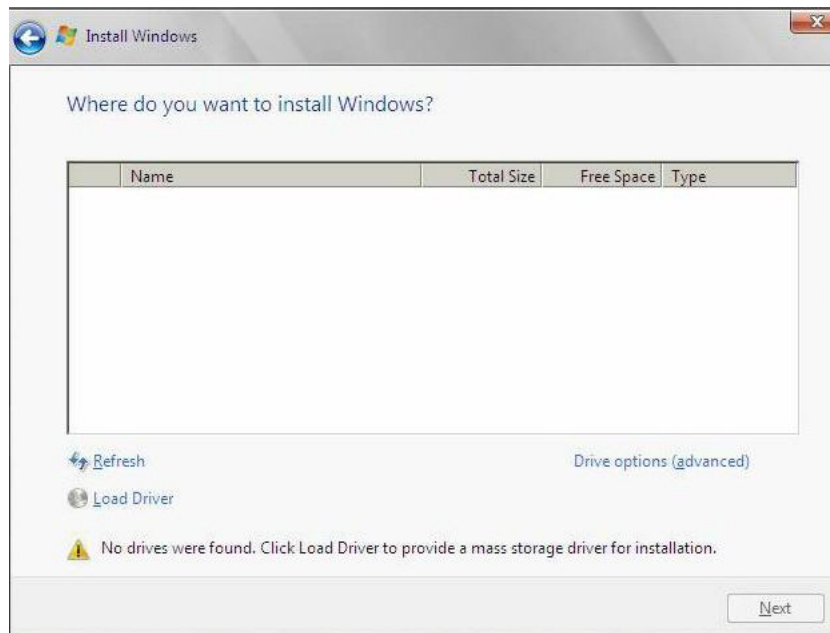 Install Windows
Where do you want to install Windows?
Name Total Size Free Space Type
Refresh Drive options (advanced)
Load Driver
No drives were found. Click Load Driver to provide a mass storage driver for installation.
Next